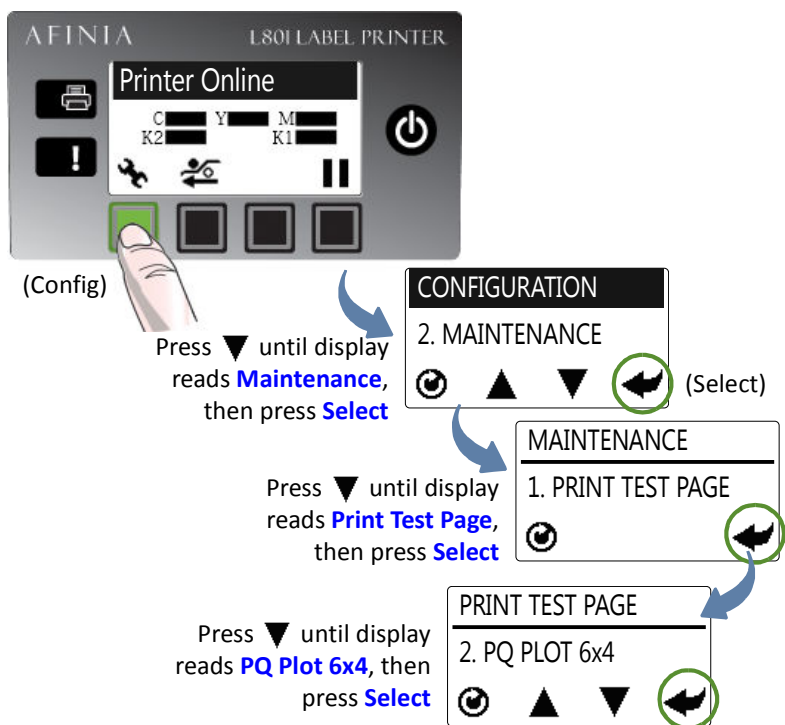 AFINIA L801 LABEL PRINTER
Printer Online
C Y M
K2 K1
!
(Config)
CONFIGURATION
2. MAINTENANCE
(Select)
Press ▼ until display
reads Maintenance,
then press Select
MAINTENANCE
1. PRINT TEST PAGE
Press ▼ until display
reads Print Test Page,
then press Select
PRINT TEST PAGE
2. PQ PLOT 6x4
Press ▼ until display
reads PQ Plot 6x4, then
press Select